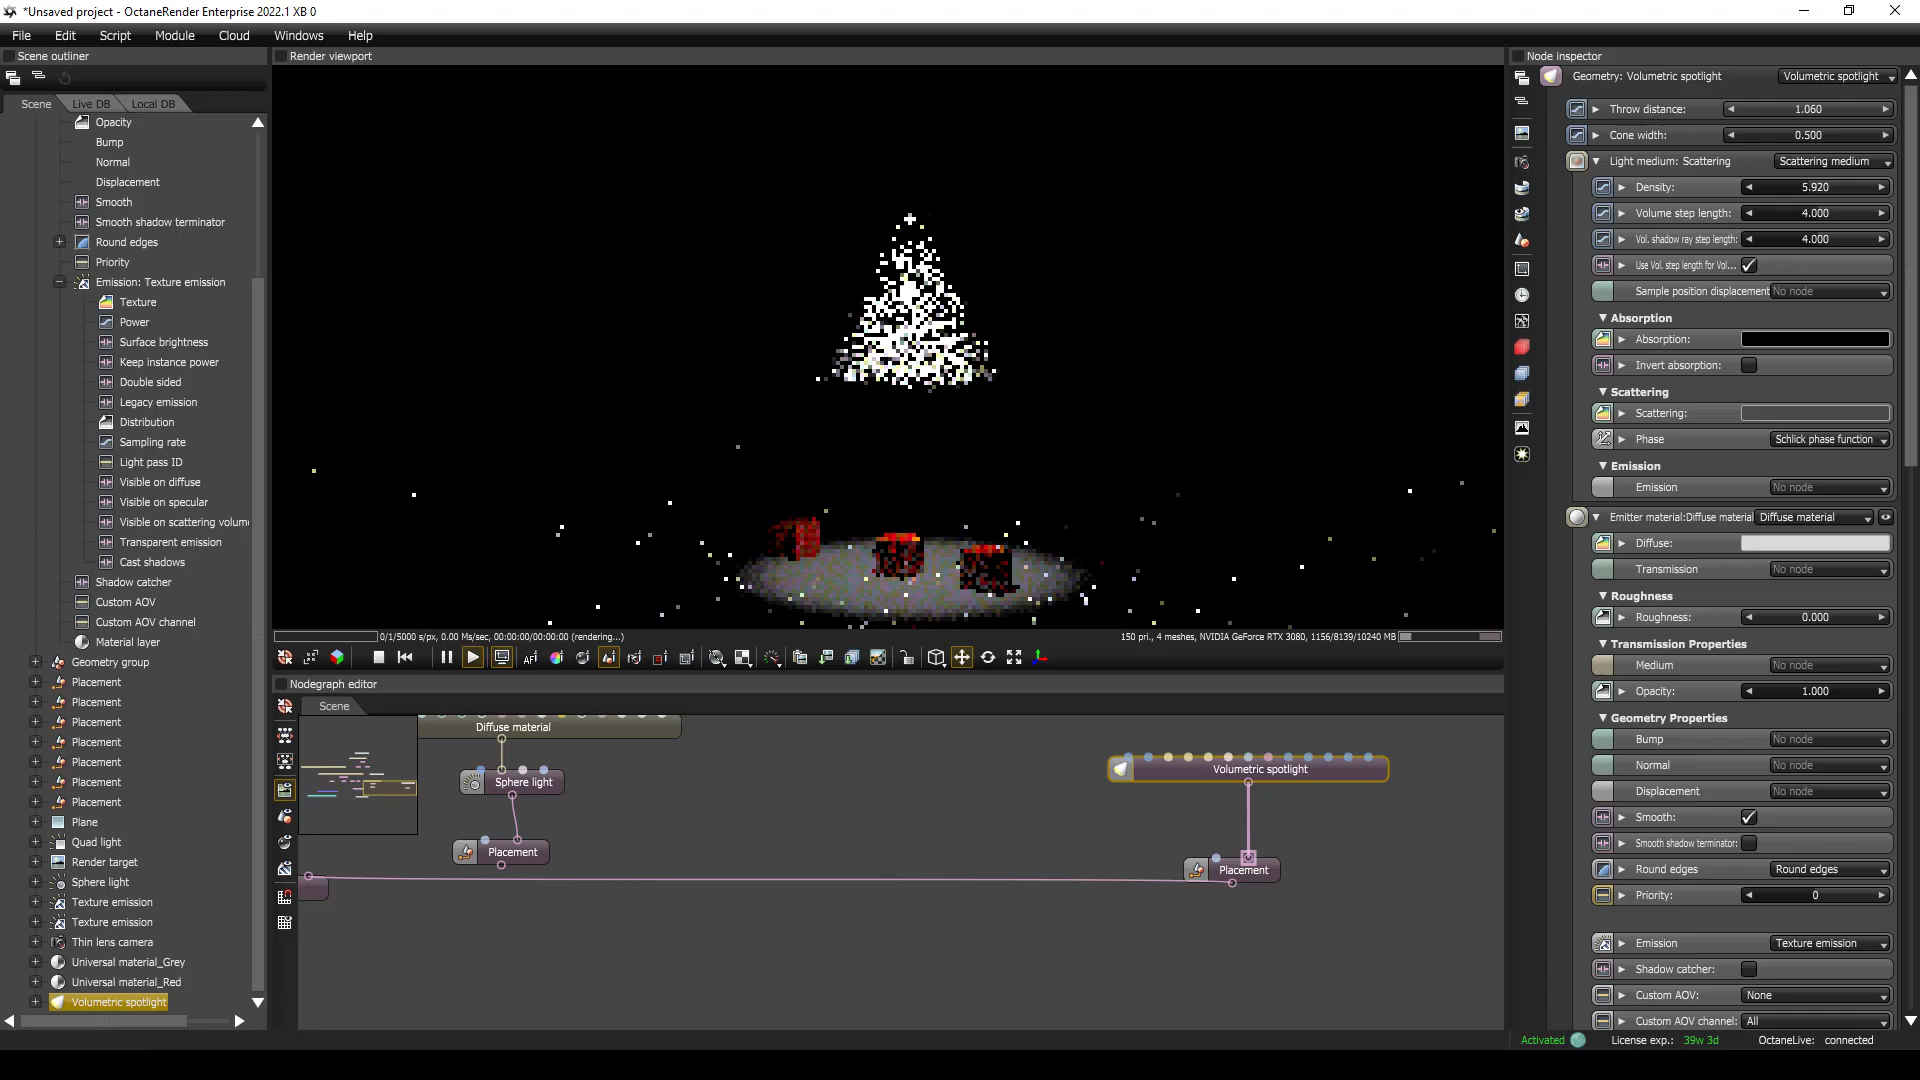 *Unsaved project - OctaneRender Enterprise 2022.1 XB 0
File Edit Script Module Cloud Windows Help
Scene outliner
Scene Live DB Local DB
Opacity
Bump
Normal
Displacement
Smooth
Smooth shadow terminator
Round edges
Priority
Emission: Texture emission
Texture
Power
Surface brightness
Keep instance power
Double sided
Legacy emission
Distribution
Sampling rate
Light pass ID
Visible on diffuse
Visible on specular
Visible on scattering volum
Transparent emission
Cast shadows
Shadow catcher
Custom AOV
Custom AOV channel
Material layer
Geometry group
Placement
Placement
Placement
Placement
Placement
Placement
Placement
Plane
Quad light
Render target
Sphere light
Texture emission
Texture emission
Thin lens camera
Universal material_Grey
Universal material_Red
Volumetric spotlight
Render viewport
0/1/5000 s/px, 0.00 Ms/sec, 00:00:00/00:00:00 (rendering...)
150 pri., 4 meshes, NVIDIA GeForce RTX 3080, 1156/8139/10240 MB
AF
Nodegraph editor
Scene
Diffuse material
Sphere light
Placement
Volumetric spotlight
Placement
Node inspector
Geometry: Volumetric spotlight Volumetric spotlight
Throw distance: 1.060
Cone width: 0.500
Light medium: Scattering Scattering medium
Density: 5.920
Volume step length: 4.000
Vol. shadow ray step length: 4.000
Use Vol. step length for Vol...
Sample position displacement No node
Absorption
Absorption:
Invert absorption:
Scattering
Scattering:
Phase Schlick phase function
Emission
Emission No node
Emitter material:Diffuse material Diffuse material
Diffuse:
Transmission No node
Roughness
Roughness: 0.000
Transmission Properties
Medium No node
Opacity: 1.000
Geometry Properties
Bump No node
Normal No node
Displacement No node
Smooth:
Smooth shadow terminator:
Round edges Round edges
Priority: 0
Emission Texture emission
Shadow catcher:
Custom AOV: None
Custom AOV channel: All
Activated License exp.: 39w 3d OctaneLive: connected